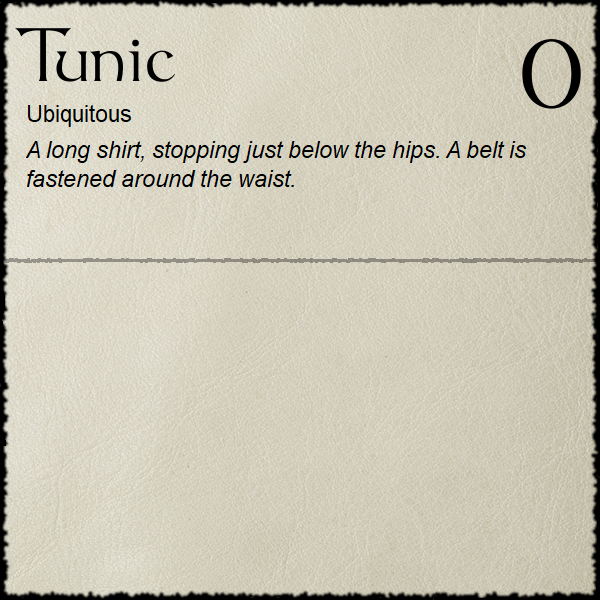 Tunic
0
Ubiquitous
A long shirt, stopping just below the hips. A belt is
fastened around the waist.